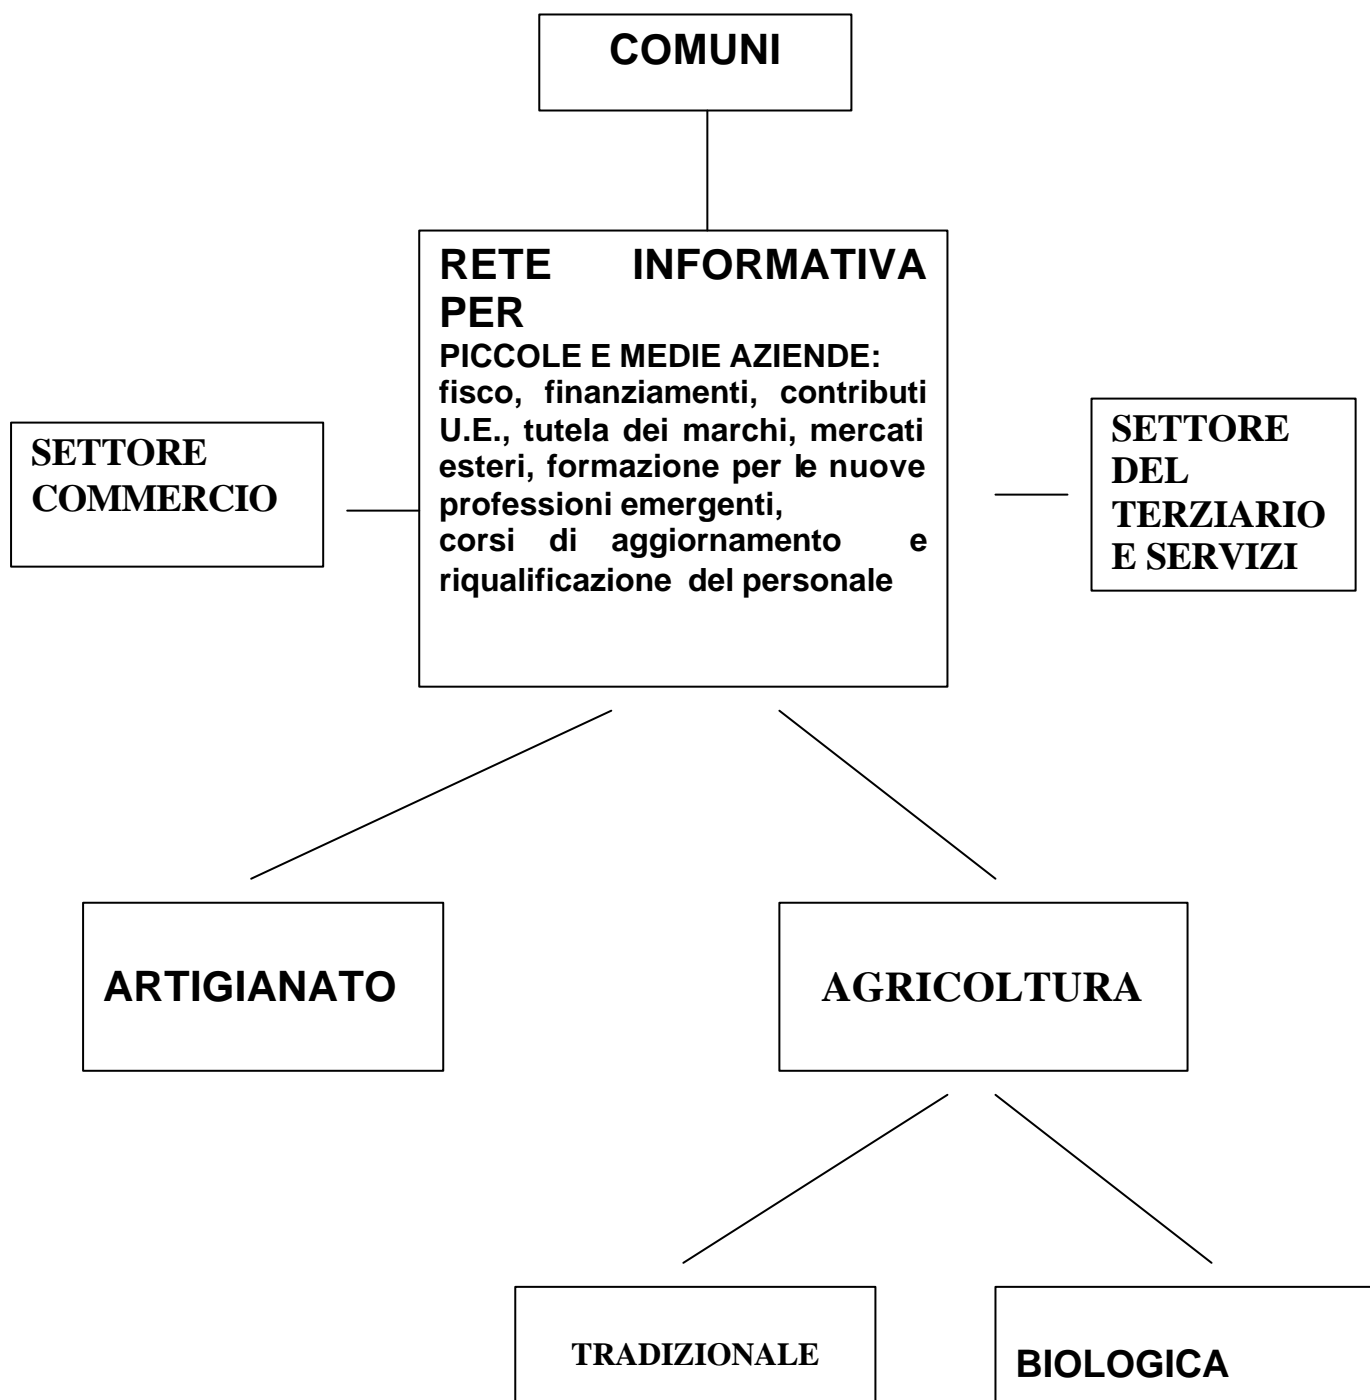 COMUNI
RETE INFORMATIVA
PER
PICCOLE E MEDIE AZIENDE:
fisco, finanziamenti, contributi
U.E., tutela dei marchi, mercati
esteri, formazione per le nuove
professioni emergenti,
corsi di aggiornamento e
riqualificazione del personale
SETTORE
COMMERCIO
SETTORE
DEL
TERZIARIO
E SERVIZI
ARTIGIANATO
AGRICOLTURA
TRADIZIONALE
BIOLOGICA